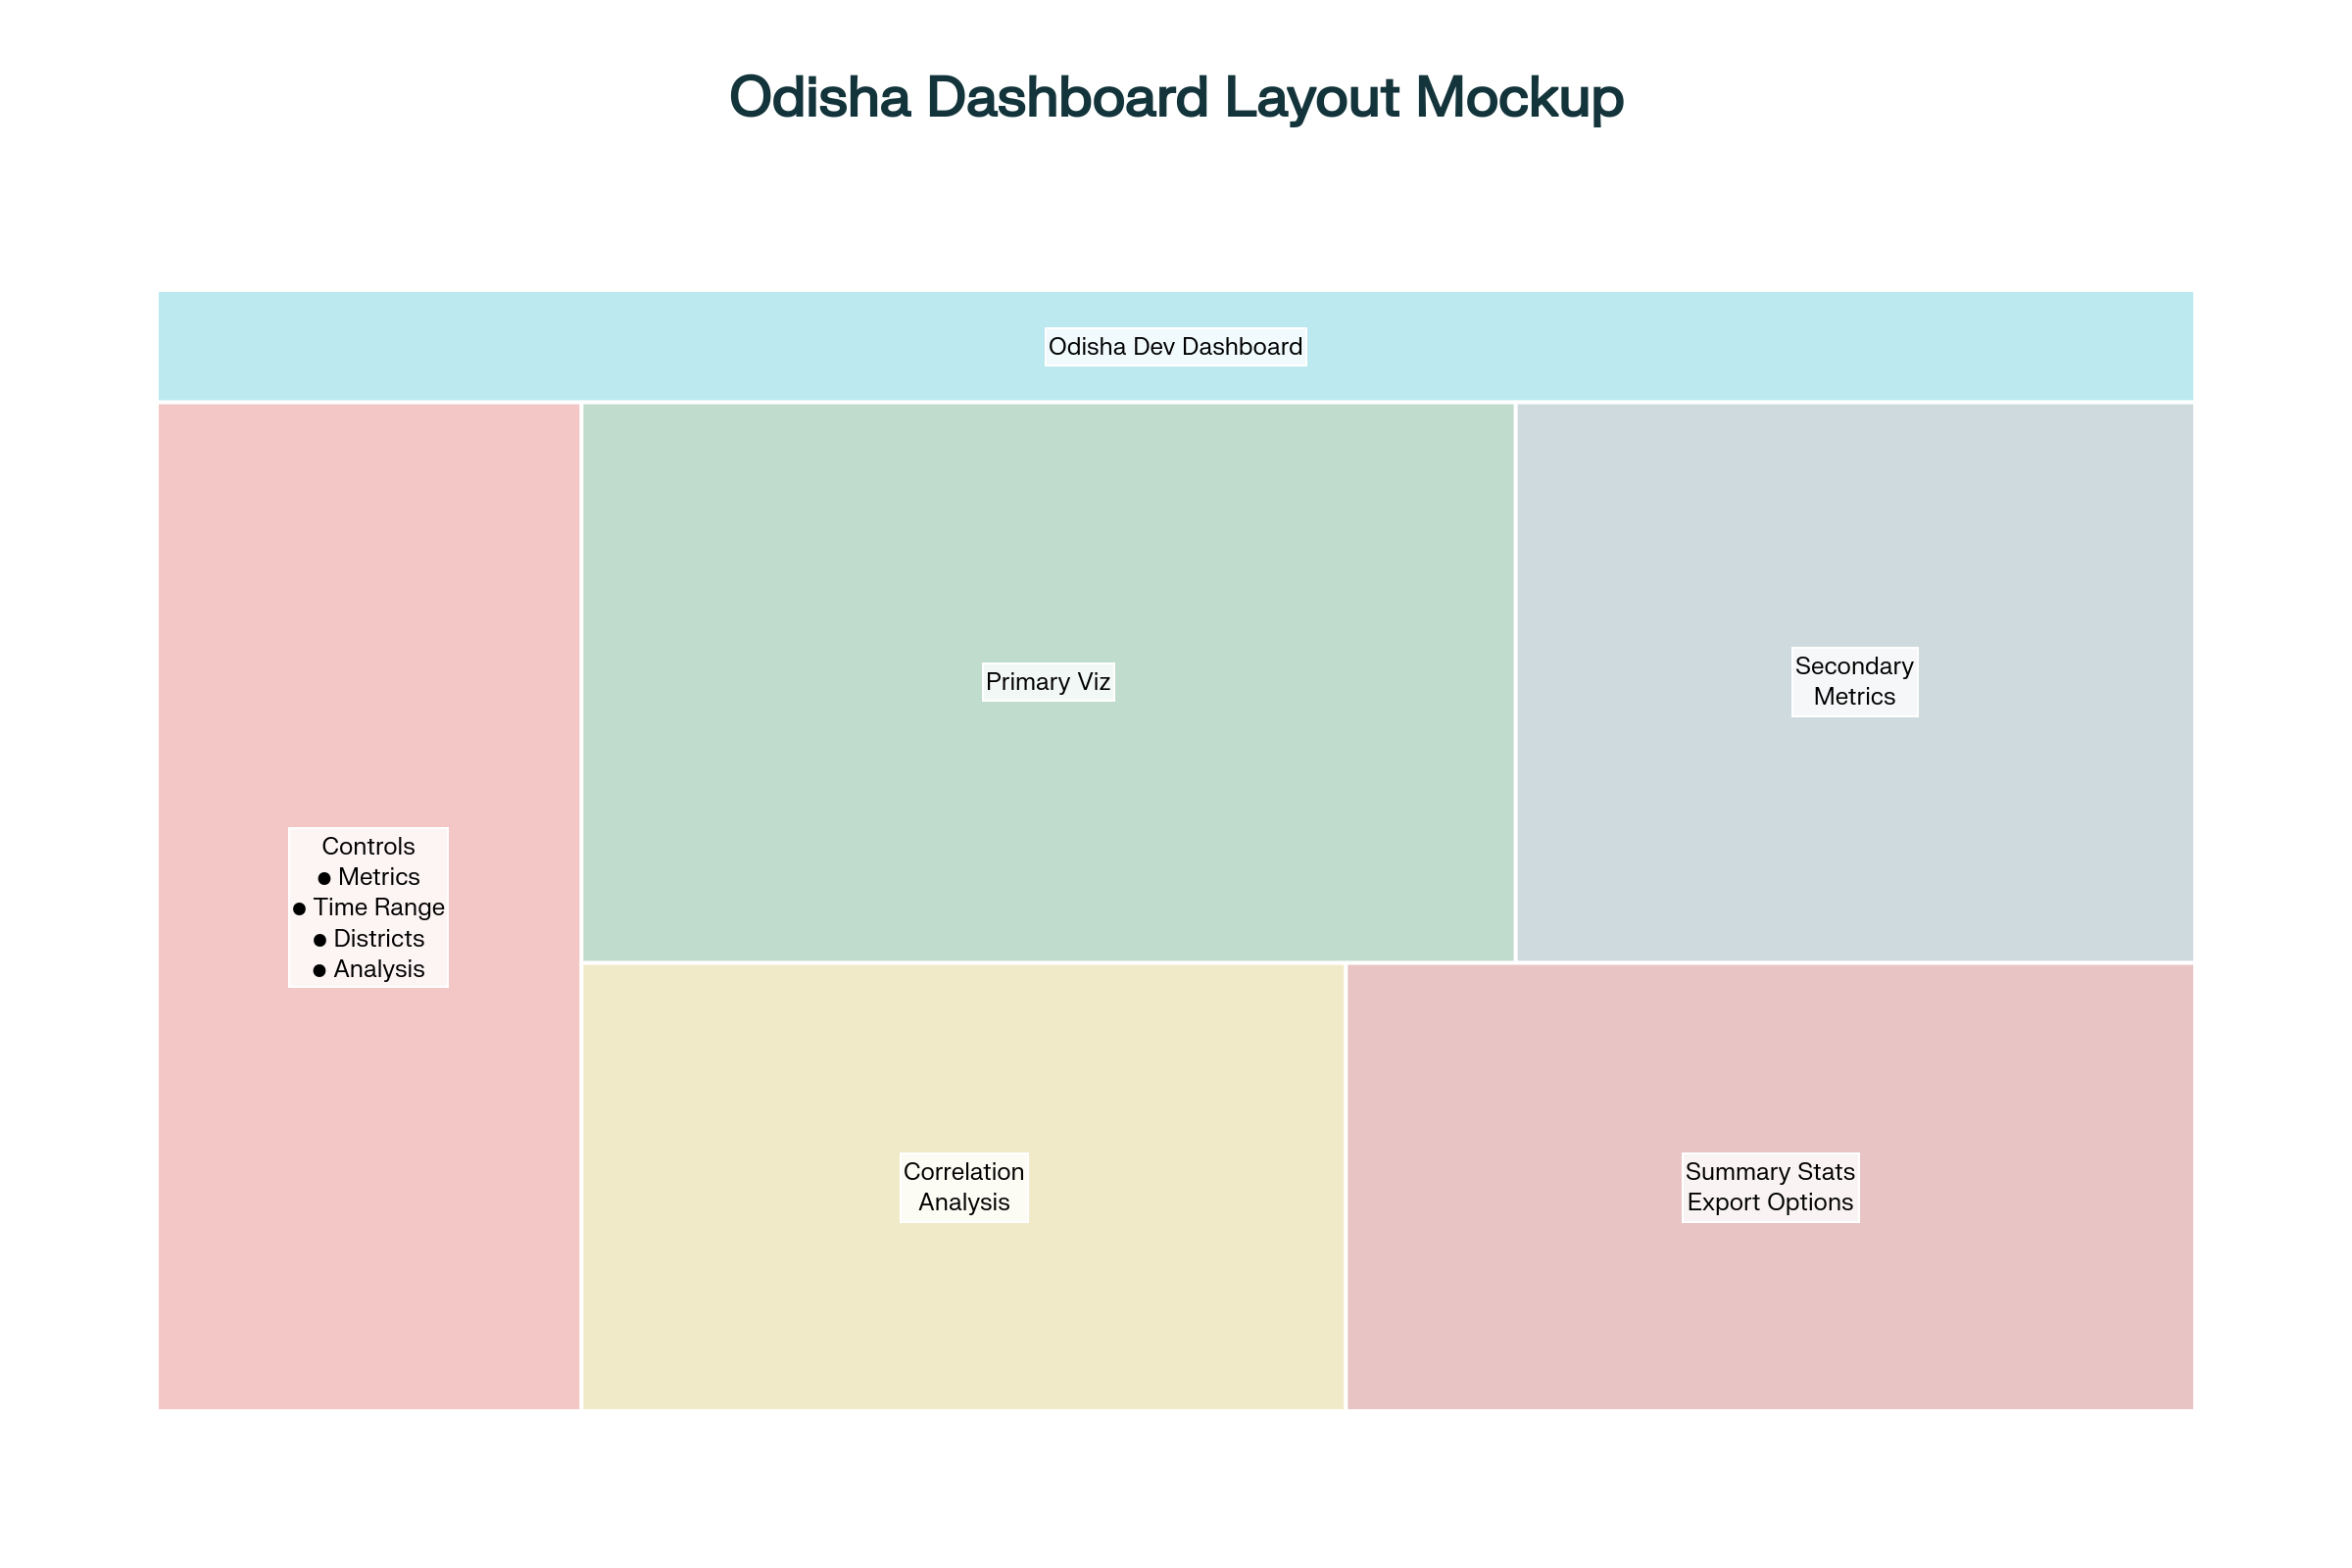 Odisha Dashboard Layout Mockup
Odisha Dev Dashboard
Controls
● Metrics
● Time Range
● Districts
● Analysis
Primary Viz
Secondary
Metrics
Correlation
Analysis
Summary Stats
Export Options